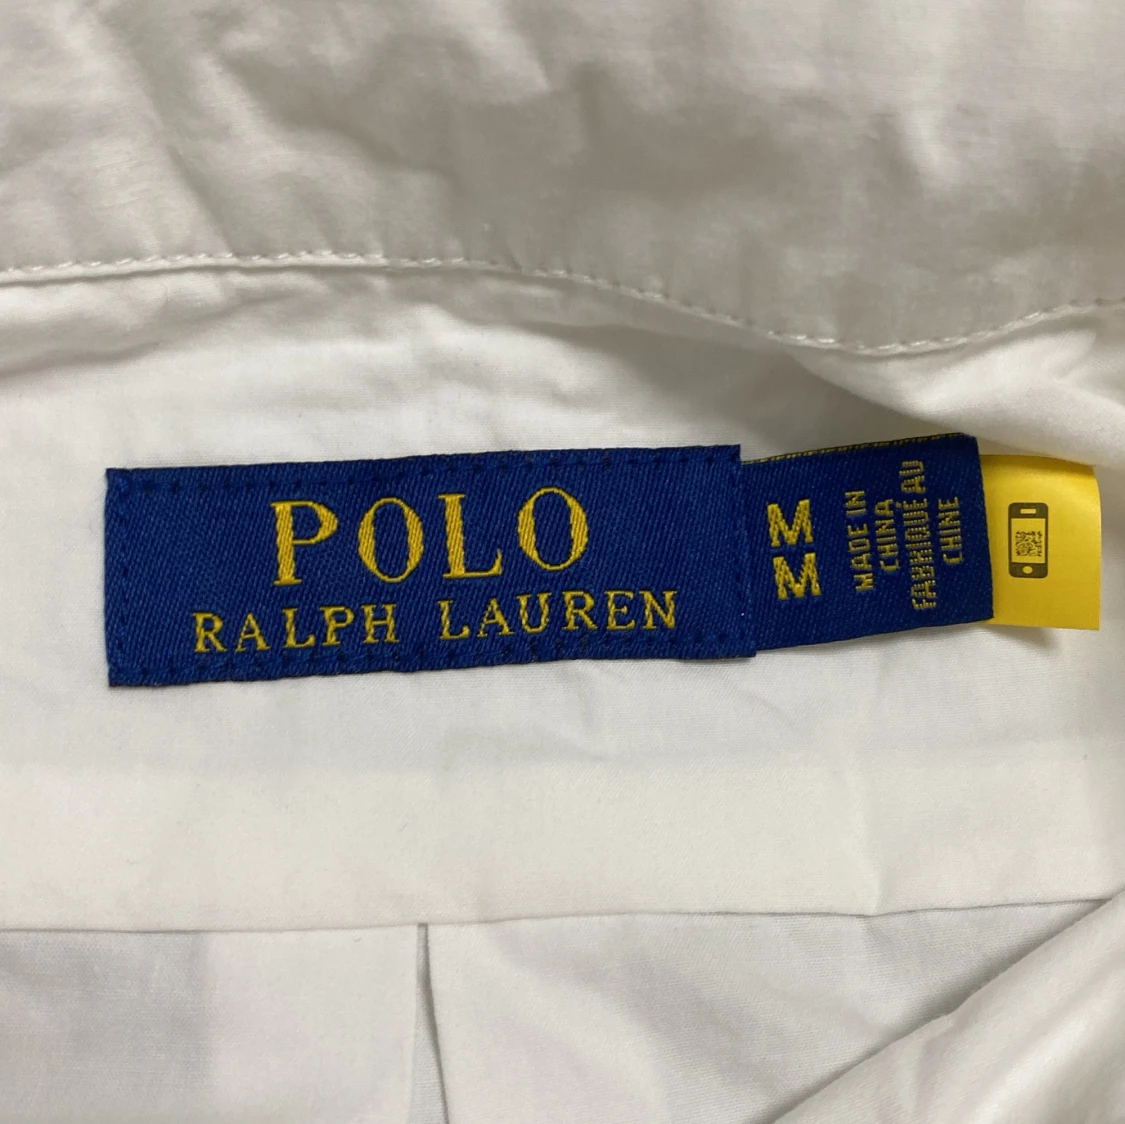 POLO
RALPH LAUREN
M
M
MADE IN
CHINA
FABRIQUÉ AU
CHINE